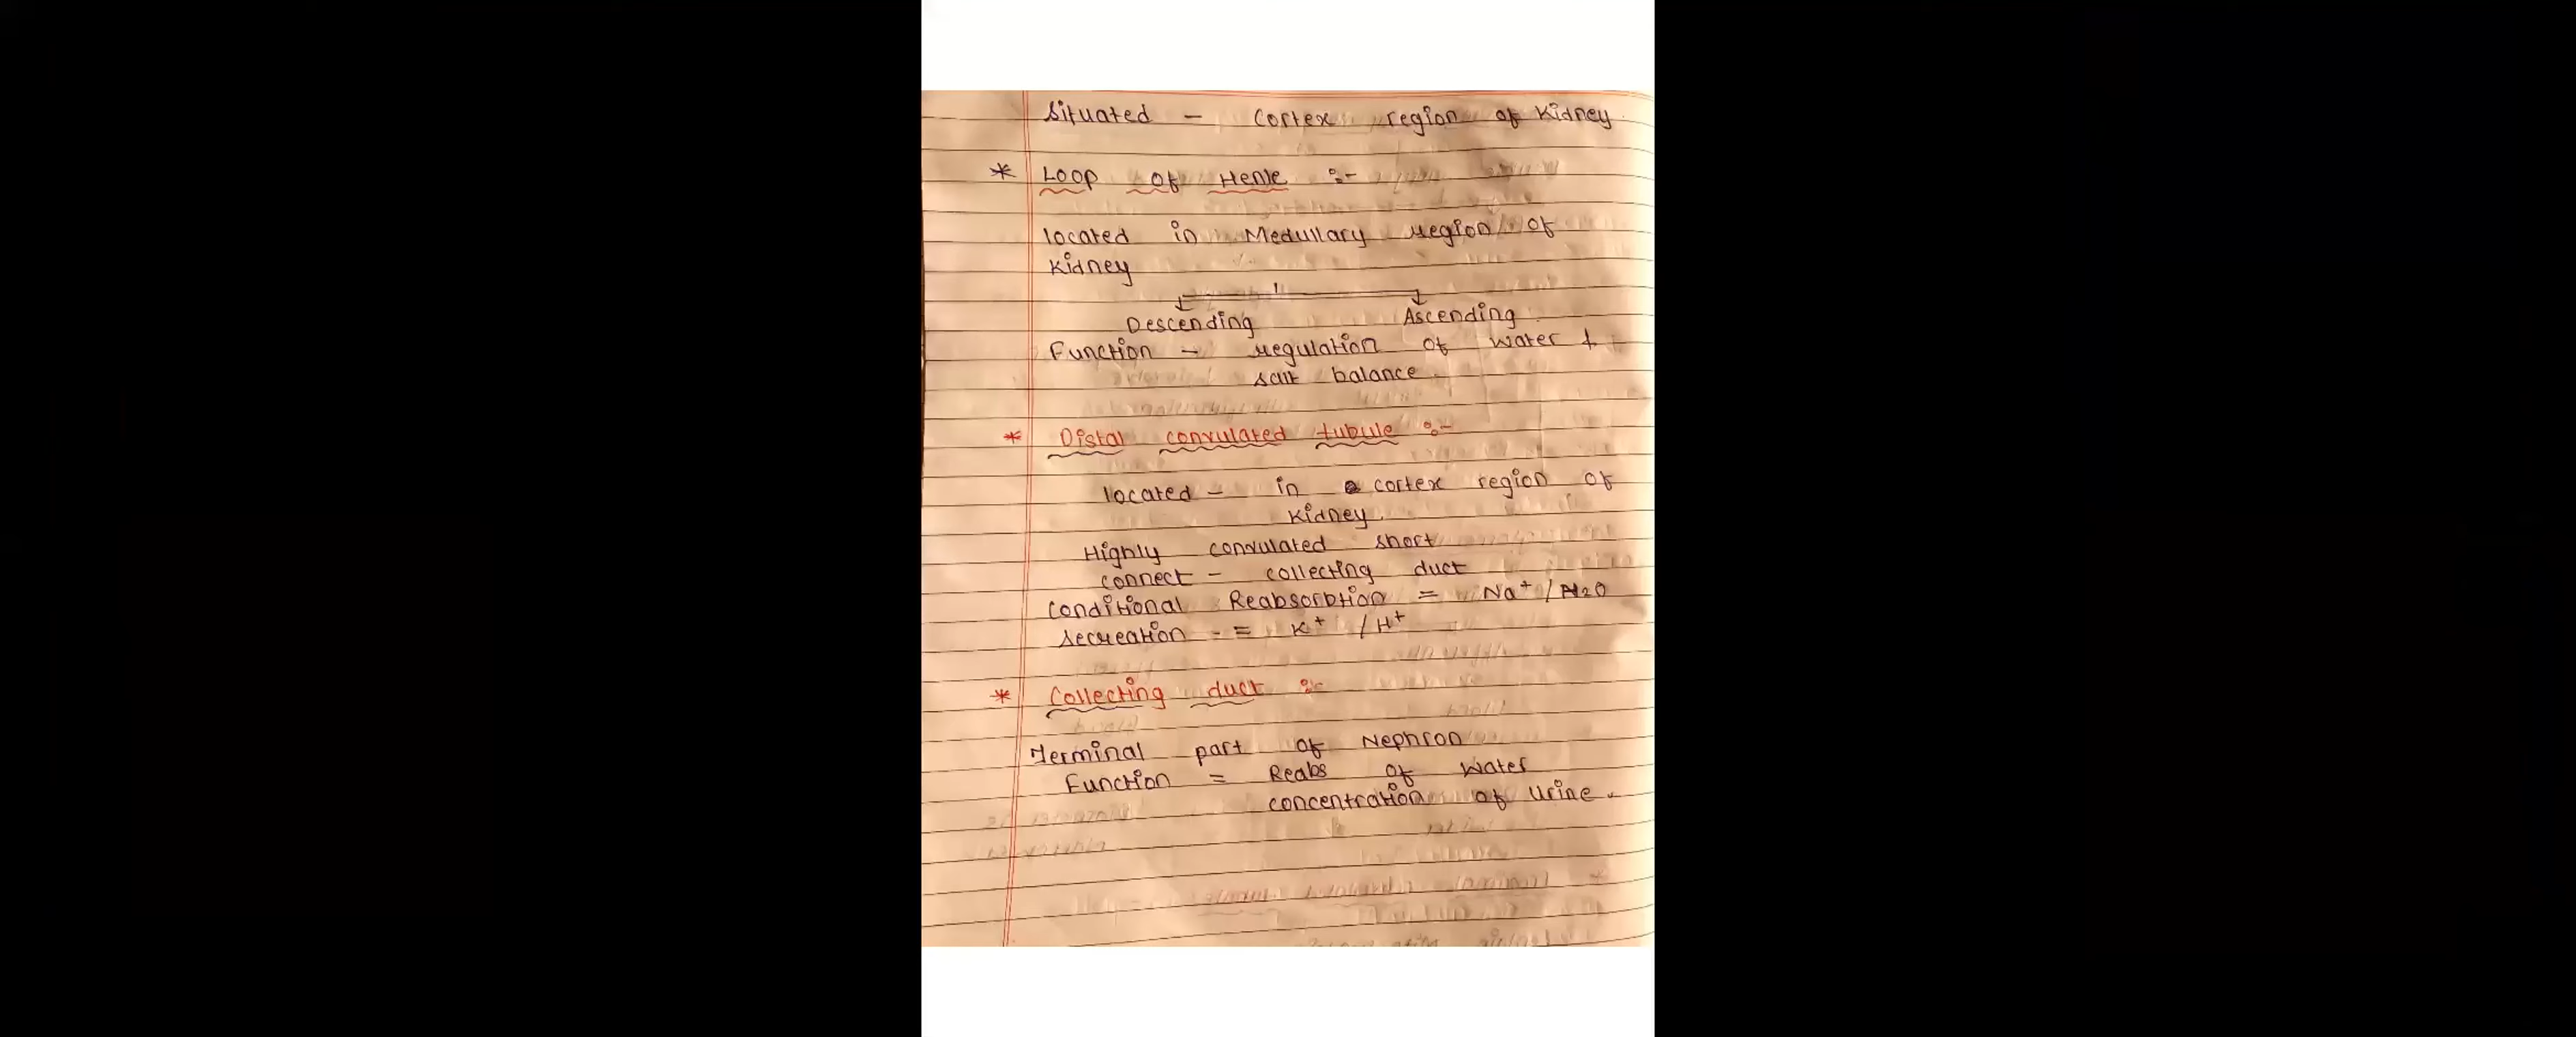 Situated - Cortex region of Kidney
* Loop of Henle :-
located in Medullary region of
Kidney
Descending Ascending
Function - regulation of water &
salt balance.
* Distal convulated tubule :-
located - in cortex region of
Kidney.
Highly convulated short
connect - collecting duct
Conditional Reabsorbtion = Na+ / H2O
secreation - = K+ / H+
* Collecting duct :-
Terminal part of Nephron
Function = Reabs of Water
concentration of Urine.